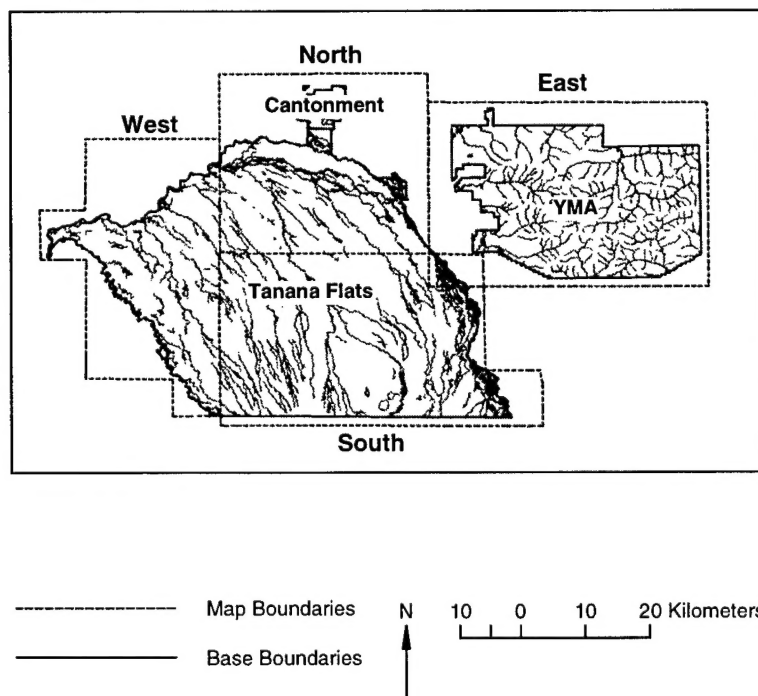 North
East
Cantonment
West
YMA
Tanana Flats
South
Map Boundaries
N
10 0 10 20 Kilometers
Base Boundaries